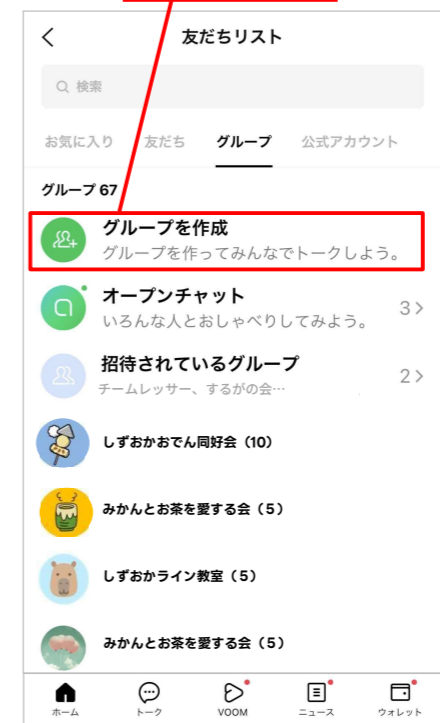 友だちリスト
検索
お気に入り 友だち グループ 公式アカウント
グループ 67
グループを作成
グループを作ってみんなでトークしよう。
オープンチャット
いろんな人とおしゃべりしてみよう。
3
招待されているグループ
チームレッサー、するがの会…
2
しずおかおでん同好会（10）
みかんとお茶を愛する会（5）
しずおかライン教室（5）
みかんとお茶を愛する会（5）
ホーム トーク VOOM ニュース ウォレット